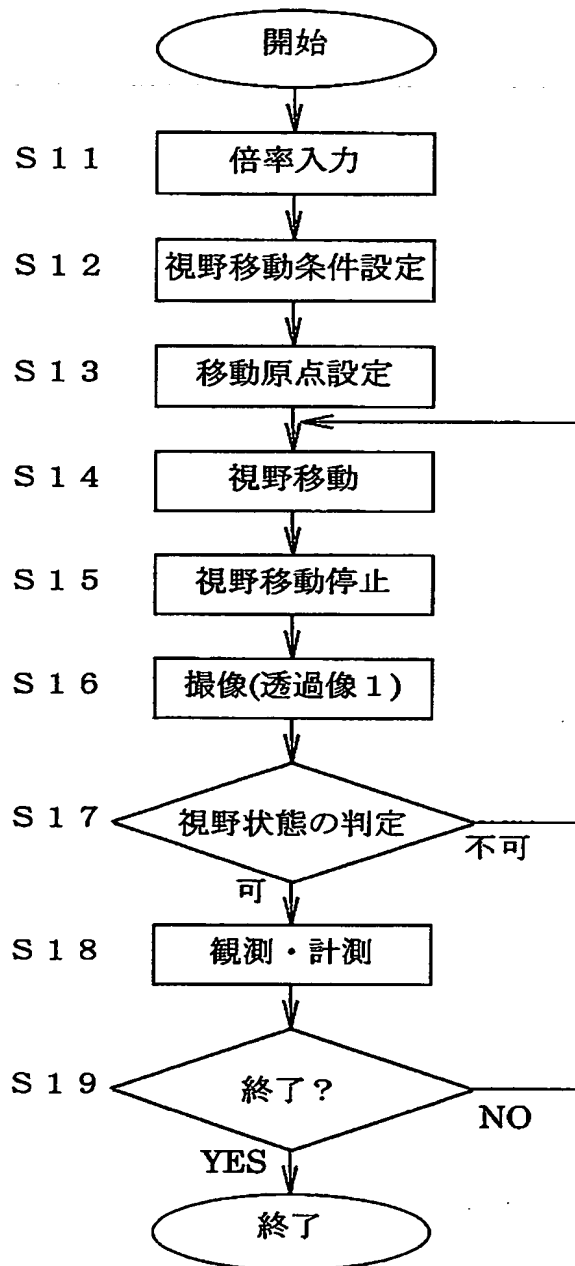 開始
S11 倍率入力
S12 視野移動条件設定
S13 移動原点設定
S14 視野移動
S15 視野移動停止
S16 撮像(透過像1)
S17 視野状態の判定
不可
可
S18 観測・計測
S19 終了?
NO
YES
終了